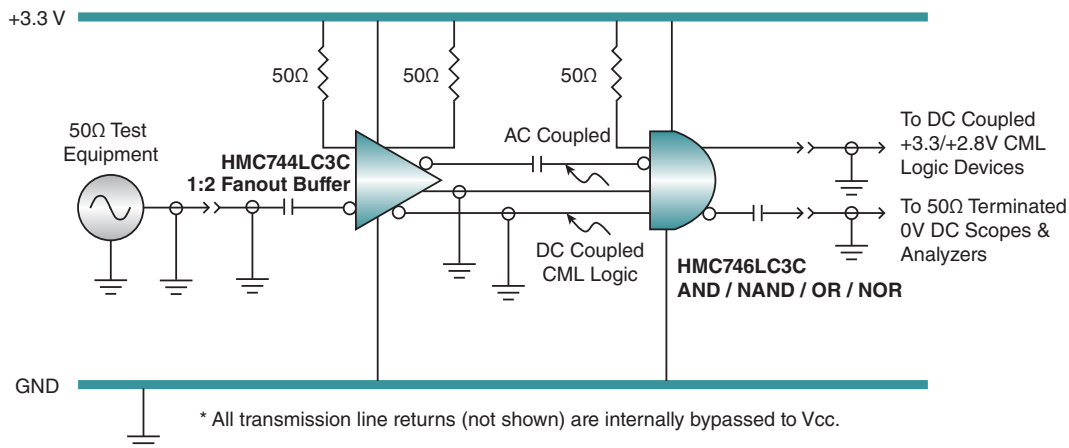 +3.3 V
50Ω
50Ω
50Ω
50Ω Test
Equipment
HMC744LC3C
1:2 Fanout Buffer
AC Coupled
To DC Coupled
+3.3/+2.8V CML
Logic Devices
To 50Ω Terminated
0V DC Scopes &
Analyzers
DC Coupled
CML Logic
HMC746LC3C
AND / NAND / OR / NOR
GND
* All transmission line returns (not shown) are internally bypassed to Vcc.